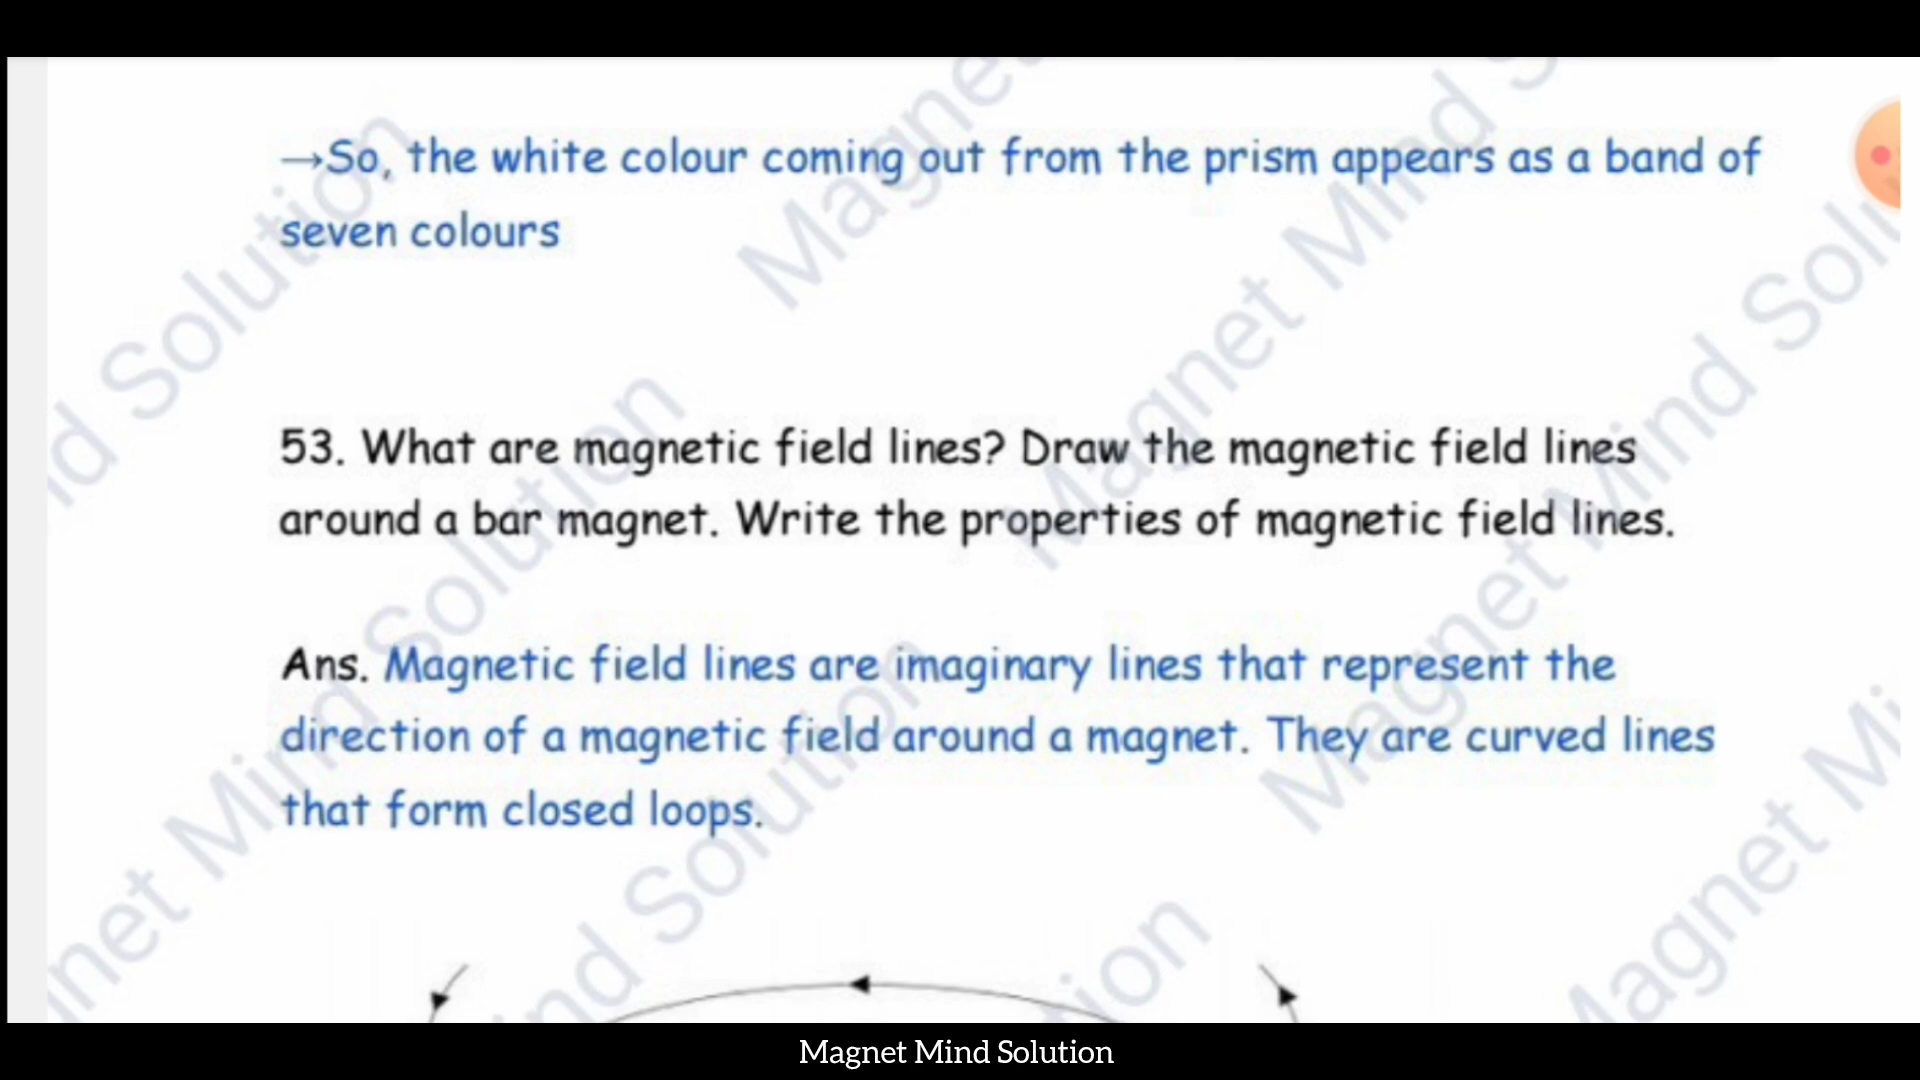 →So, the white colour coming out from the prism appears as a band of
seven colours
53. What are magnetic field lines? Draw the magnetic field lines
around a bar magnet. Write the properties of magnetic field lines.
Ans. Magnetic field lines are imaginary lines that represent the
direction of a magnetic field around a magnet. They are curved lines
that form closed loops.
Magnet Mind Solution